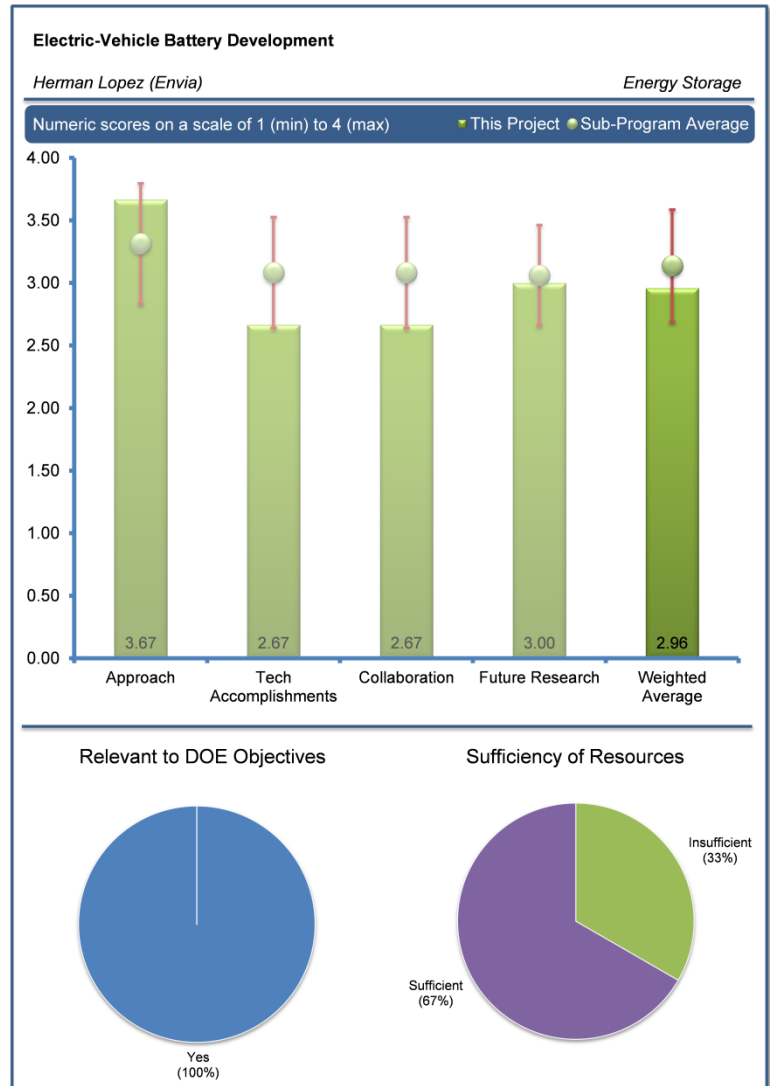 Electric-Vehicle Battery Development
Herman Lopez (Envia) Energy Storage
Numeric scores on a scale of 1 (min) to 4 (max) This Project Sub-Program Average
4.00
3.50
3.00
2.50
2.00
1.50
1.00
0.50
0.00
3.67 2.67 2.67 3.00 2.96
Approach Tech Collaboration Future Research Weighted
Accomplishments Average
Relevant to DOE Objectives Sufficiency of Resources
Insufficient
(33%)
Sufficient
(67%)
Yes
(100%)